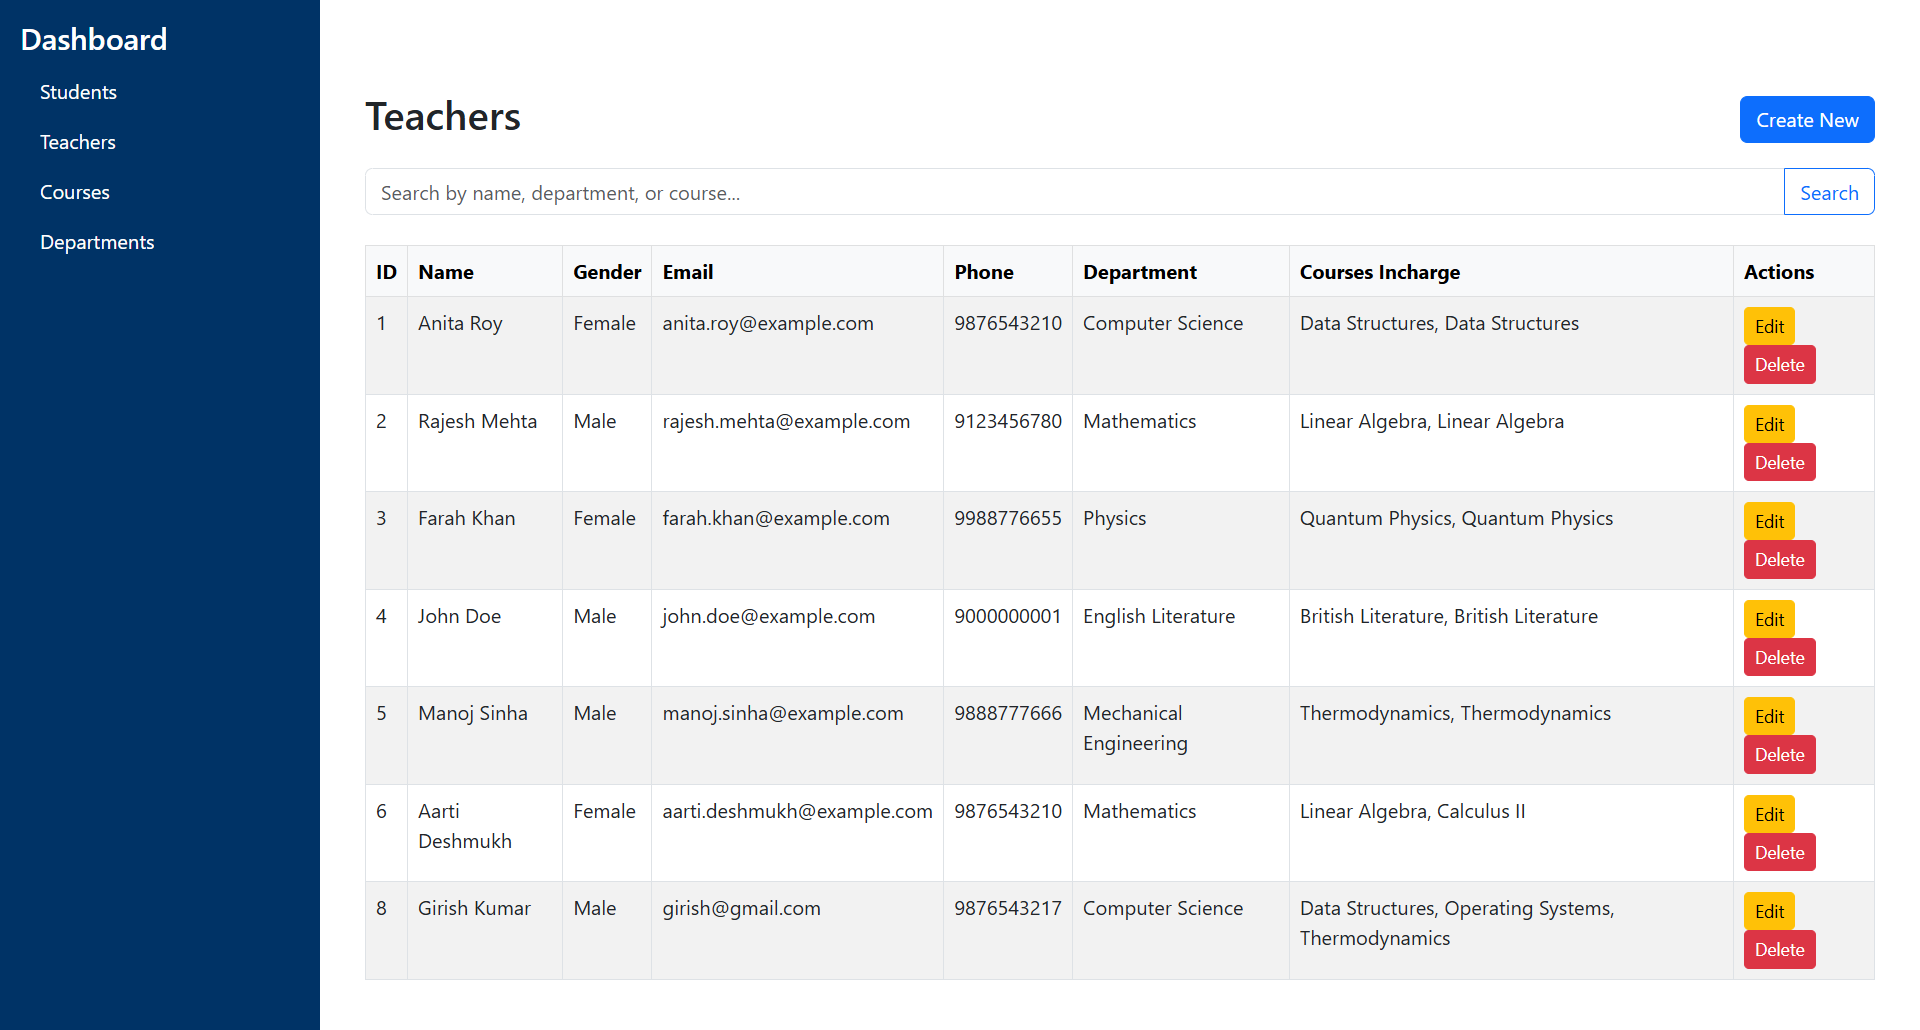 Dashboard
Students
Teachers
Courses
Departments
Teachers
Create New
Search by name, department, or course...
Search
ID Name Gender Email Phone Department Courses Incharge Actions
1 Anita Roy Female anita.roy@example.com 9876543210 Computer Science Data Structures, Data Structures Edit
Delete
2 Rajesh Mehta Male rajesh.mehta@example.com 9123456780 Mathematics Linear Algebra, Linear Algebra Edit
Delete
3 Farah Khan Female farah.khan@example.com 9988776655 Physics Quantum Physics, Quantum Physics Edit
Delete
4 John Doe Male john.doe@example.com 9000000001 English Literature British Literature, British Literature Edit
Delete
5 Manoj Sinha Male manoj.sinha@example.com 9888777666 Mechanical Thermodynamics, Thermodynamics Edit
Engineering Delete
6 Aarti Female aarti.deshmukh@example.com 9876543210 Mathematics Linear Algebra, Calculus II Edit
Deshmukh Delete
8 Girish Kumar Male girish@gmail.com 9876543217 Computer Science Data Structures, Operating Systems, Edit
Thermodynamics Delete